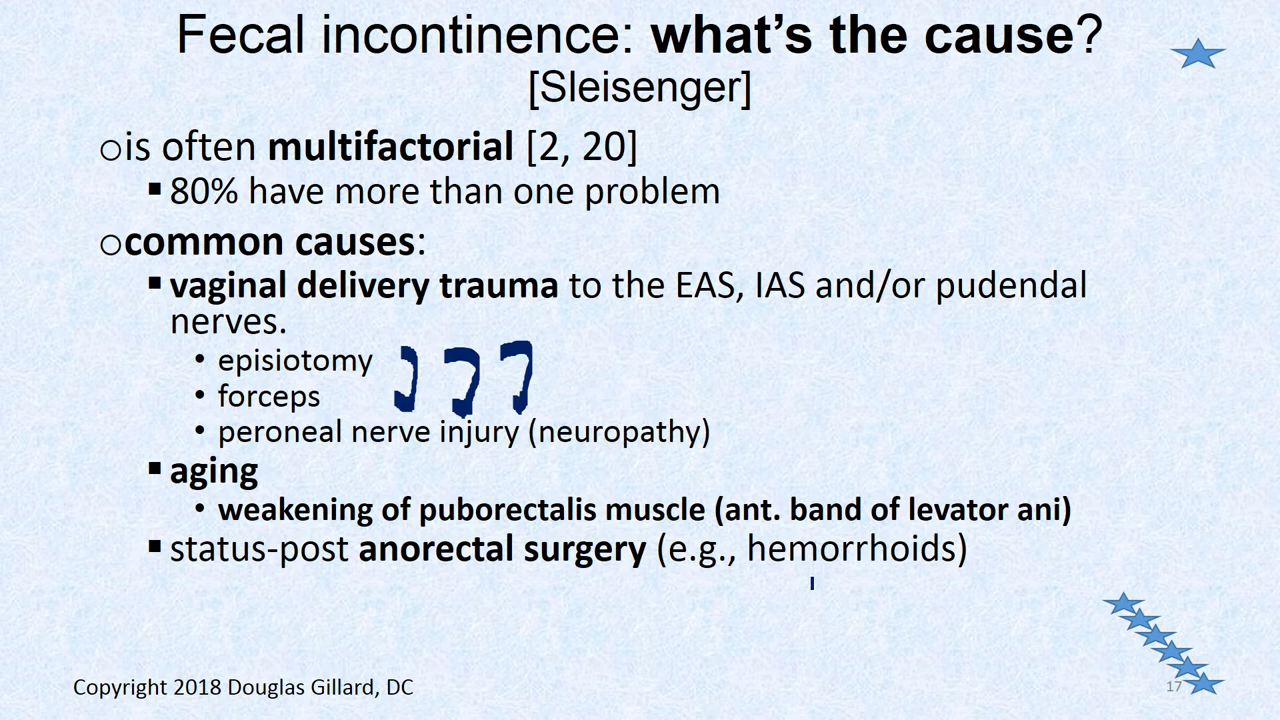 Fecal incontinence: what's the cause?
[Sleisenger]
is often multifactorial [2, 20]
80% have more than one problem
common causes:
vaginal delivery trauma to the EAS, IAS and/or pudendal
nerves.
episiotomy
forceps
peroneal nerve injury (neuropathy)
aging
weakening of puborectalis muscle (ant. band of levator ani)
status-post anorectal surgery (e.g., hemorrhoids)
Copyright 2018 Douglas Gillard, DC
17